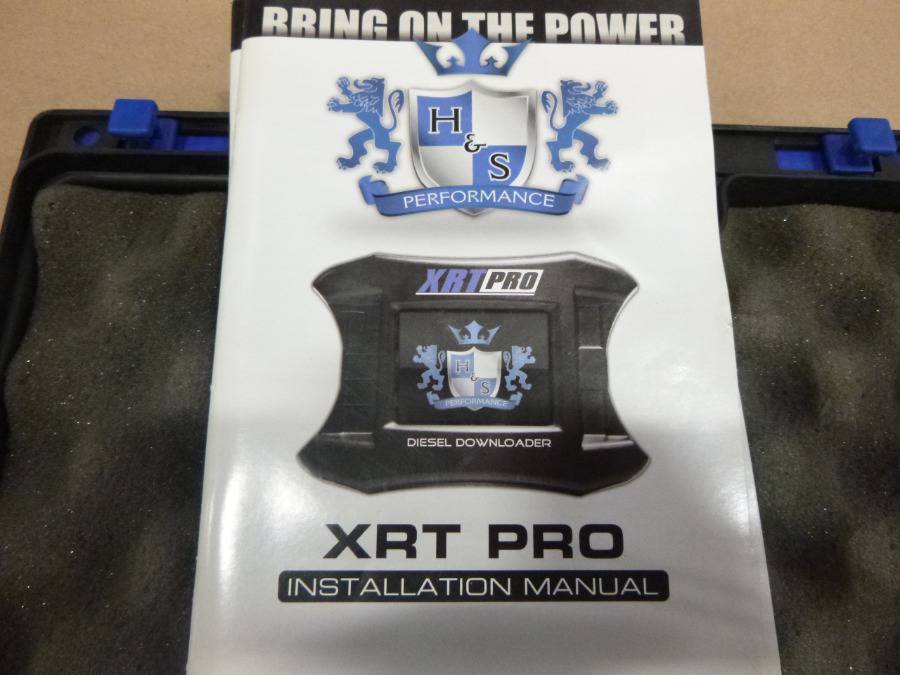 BRING ON THE POWER
H
&
S
PERFORMANCE
XRT PRO
H
&
S
PERFORMANCE
DIESEL DOWNLOADER
XRT PRO
INSTALLATION MANUAL